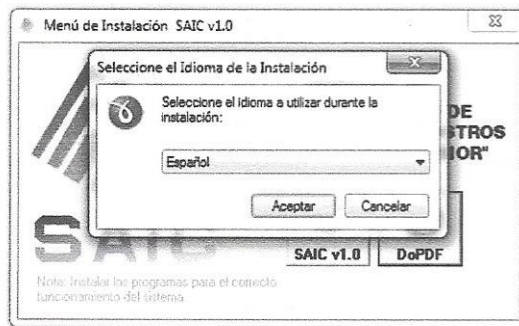 Menú de Instalación SAIC v1.0
Seleccione el Idioma de la Instalación
Seleccione el idioma a utilizar durante la
instalación:
Español
Aceptar
Cancelar
DE
STROS
IOR"
SAIC
SAIC v1.0
DoPDF
Nota: Instalar los programas para el correcto
funcionamiento del sistema